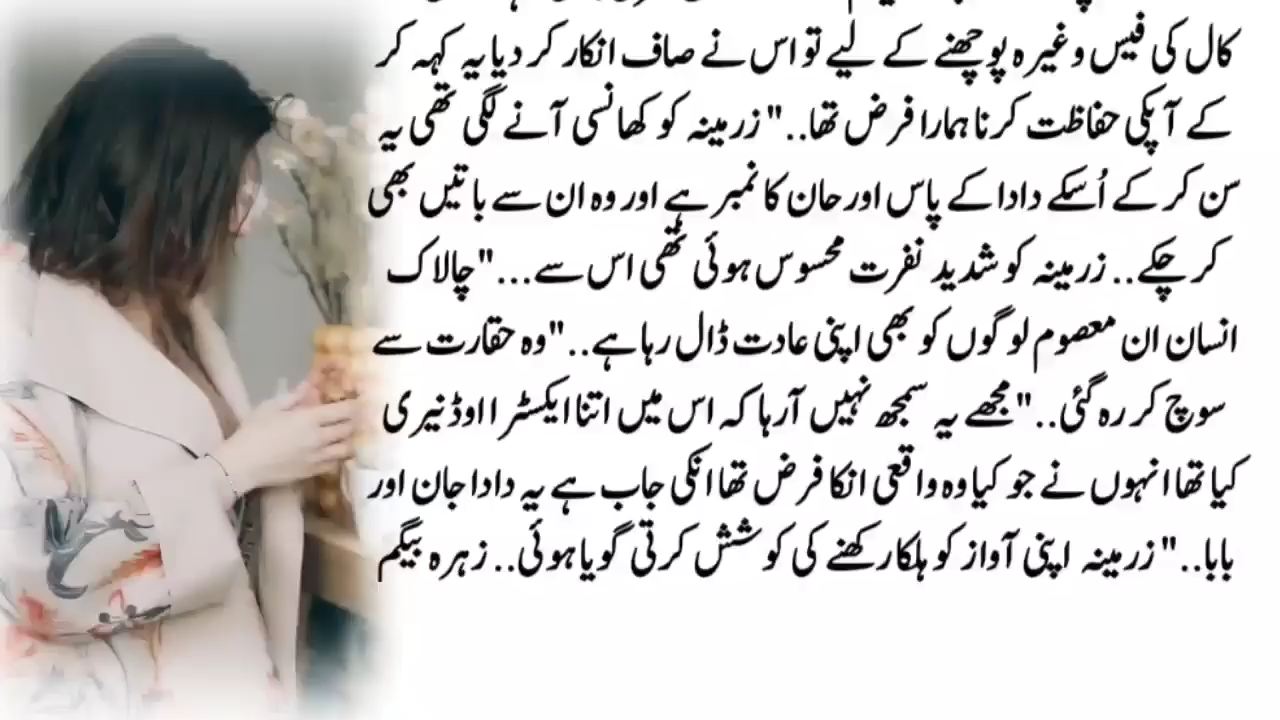 کال کی فیس وغیرہ پوچھنے کے لیے تو اس نے صاف انکار کر دیا یہ کہہ کر
کے آپکی حفاظت کرنا ہمارا فرض تھا.." زرمینہ کو کھانسی آنے لگی تھی یہ
سن کر کے اُسکے دادا کے پاس اورحان کا نمبر ہے اور وہ ان سے باتیں بھی
کر چکے.. زرمینہ کو شدید نفرت محسوس ہوئی تھی اس سے..."چالاک
انسان ان معصوم لوگوں کو بھی اپنی عادت ڈال رہا ہے.."وہ حقارت سے
سوچ کر رہ گئی.."مجھے یہ سمجھ نہیں آرہا کہ اس میں اتنا ایکسٹرا اوڈنیری
کیا تھا انہوں نے جو کیا وہ واقعی انکا فرض تھا انکی جاب ہے یہ دادا جان اور
بابا.." زرمینہ اپنی آواز کو ہلکا رکھنے کی کوشش کرتی گویا ہوئی.. زہرہ بیگم